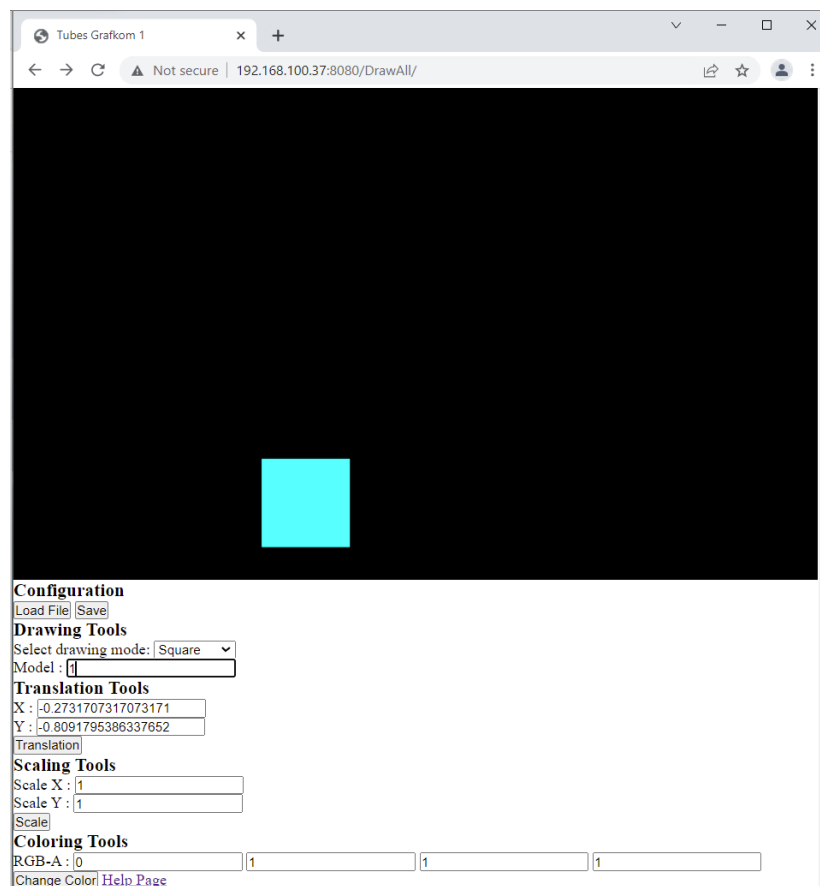 Tubes Grafkom 1
Not secure 192.168.100.37:8080/DrawAll/
Configuration
Load File Save
Drawing Tools
Select drawing mode: Square
Model : 1
Translation Tools
X : -0.2731707317073171
Y : -0.8091795386337652
Translation
Scaling Tools
Scale X : 1
Scale Y : 1
Scale
Coloring Tools
RGB-A : 0 1 1 1
Change Color Help Page